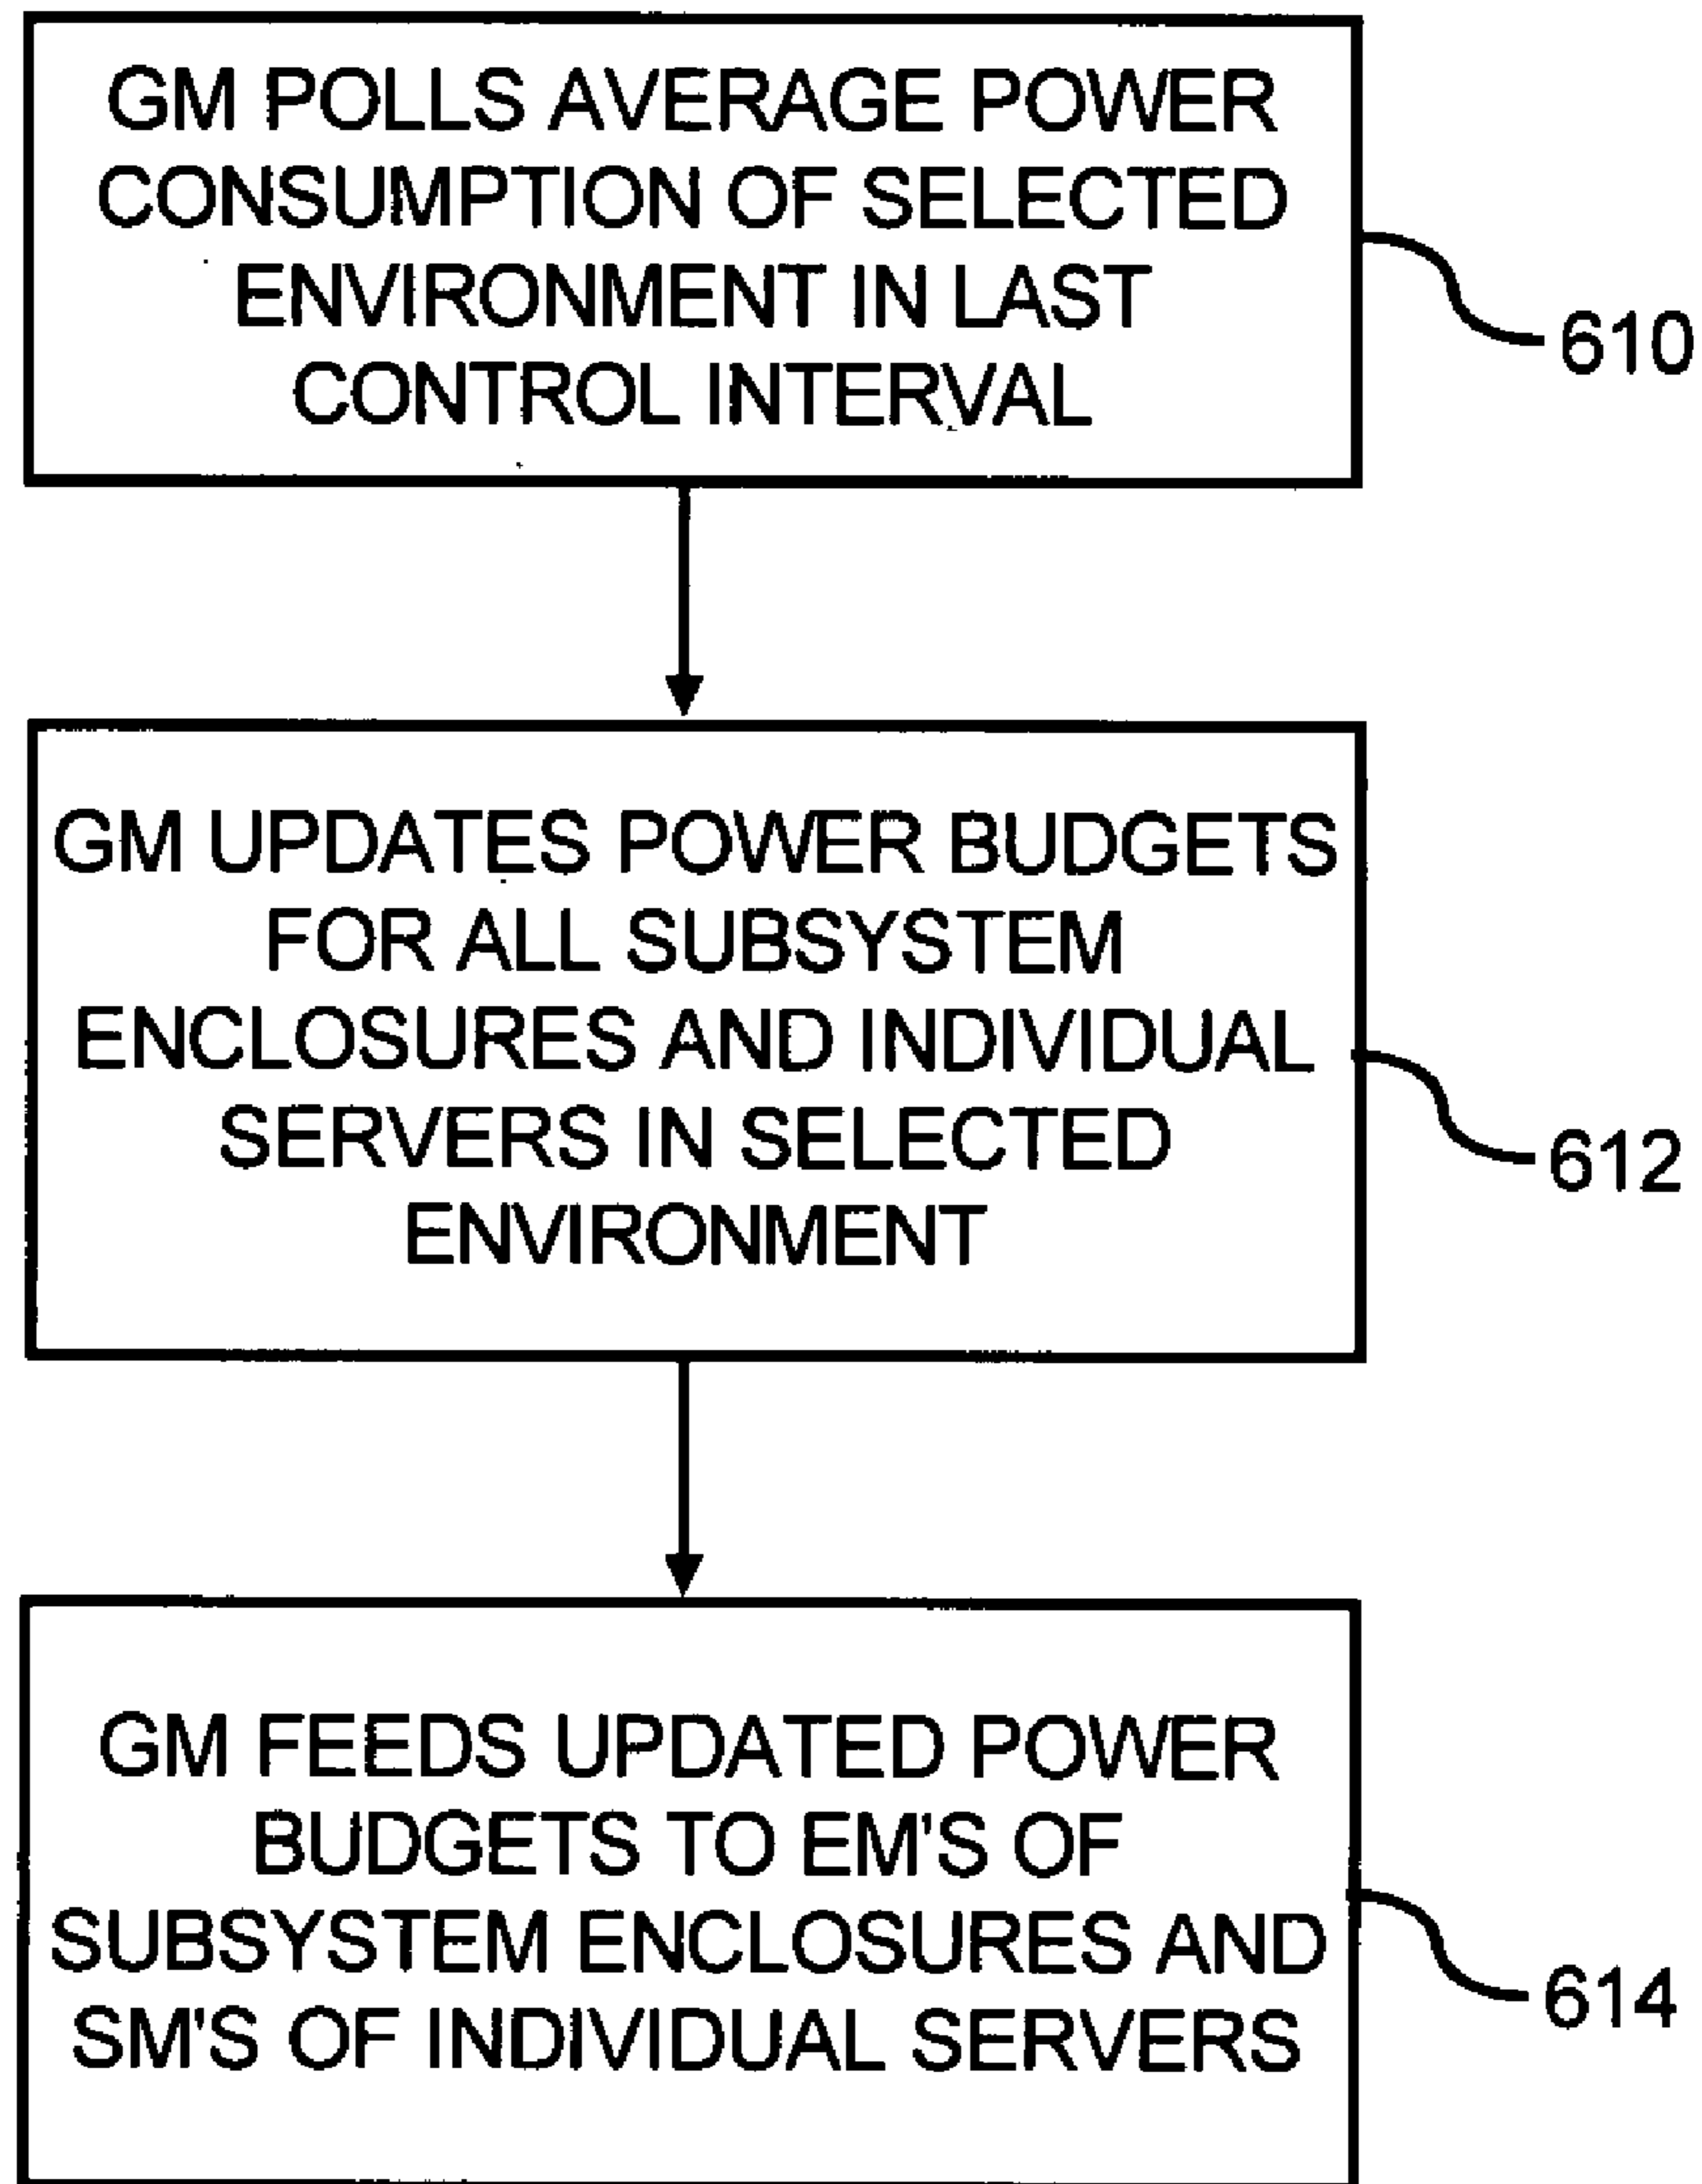 GM POLLS AVERAGE POWER
CONSUMPTION OF SELECTED
ENVIRONMENT IN LAST
CONTROL INTERVAL
610
GM UPDATES POWER BUDGETS
FOR ALL SUBSYSTEM
ENCLOSURES AND INDIVIDUAL
SERVERS IN SELECTED
ENVIRONMENT
612
GM FEEDS UPDATED POWER
BUDGETS TO EM'S OF
SUBSYSTEM ENCLOSURES AND
SM'S OF INDIVIDUAL SERVERS
614